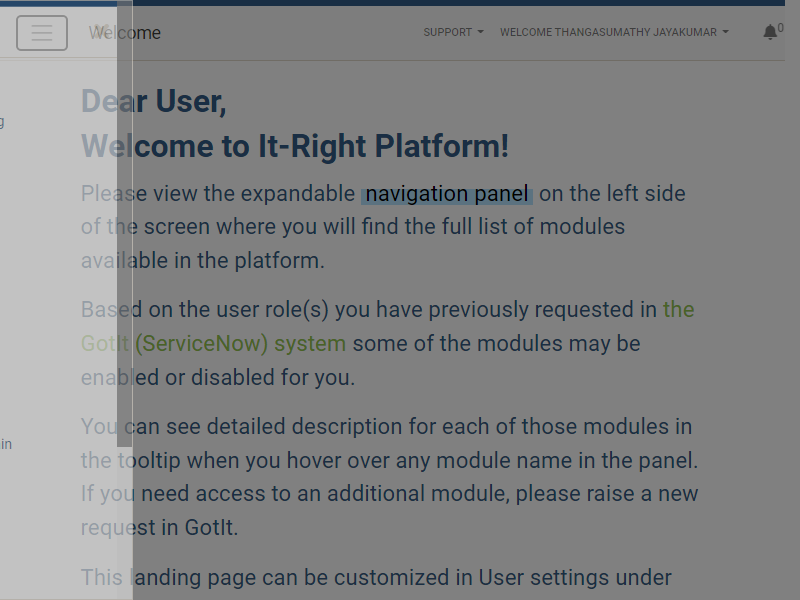 Welcome
SUPPORT
WELCOME THANGASUMATHY JAYAKUMAR
0
Dear User,
Welcome to It-Right Platform!
Please view the expandable navigation panel on the left side
of the screen where you will find the full list of modules
available in the platform.
Based on the user role(s) you have previously requested in the
GotIt (ServiceNow) system some of the modules may be
enabled or disabled for you.
You can see detailed description for each of those modules in
the tooltip when you hover over any module name in the panel.
If you need access to an additional module, please raise a new
request in GotIt.
This landing page can be customized in User settings under